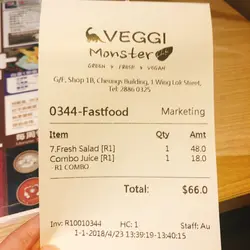 VEGGI
Monster
GREEN FRESH VEGAN
G/F, Shop 1B, Cheungs Building, 1 Wing Lok Street,
Tel: 2886 0125
0344-Fastfood Marketing
Item Qty Amt
7.Fresh Salad [R1] 1 48.0
Combo Juice [R1] 1 18.0
R1 COMBO
Total: $66.0
Inv: R10010344 HC: 1 Staff: Au
1-1-2018/4/23 13:39:19-13:40:15